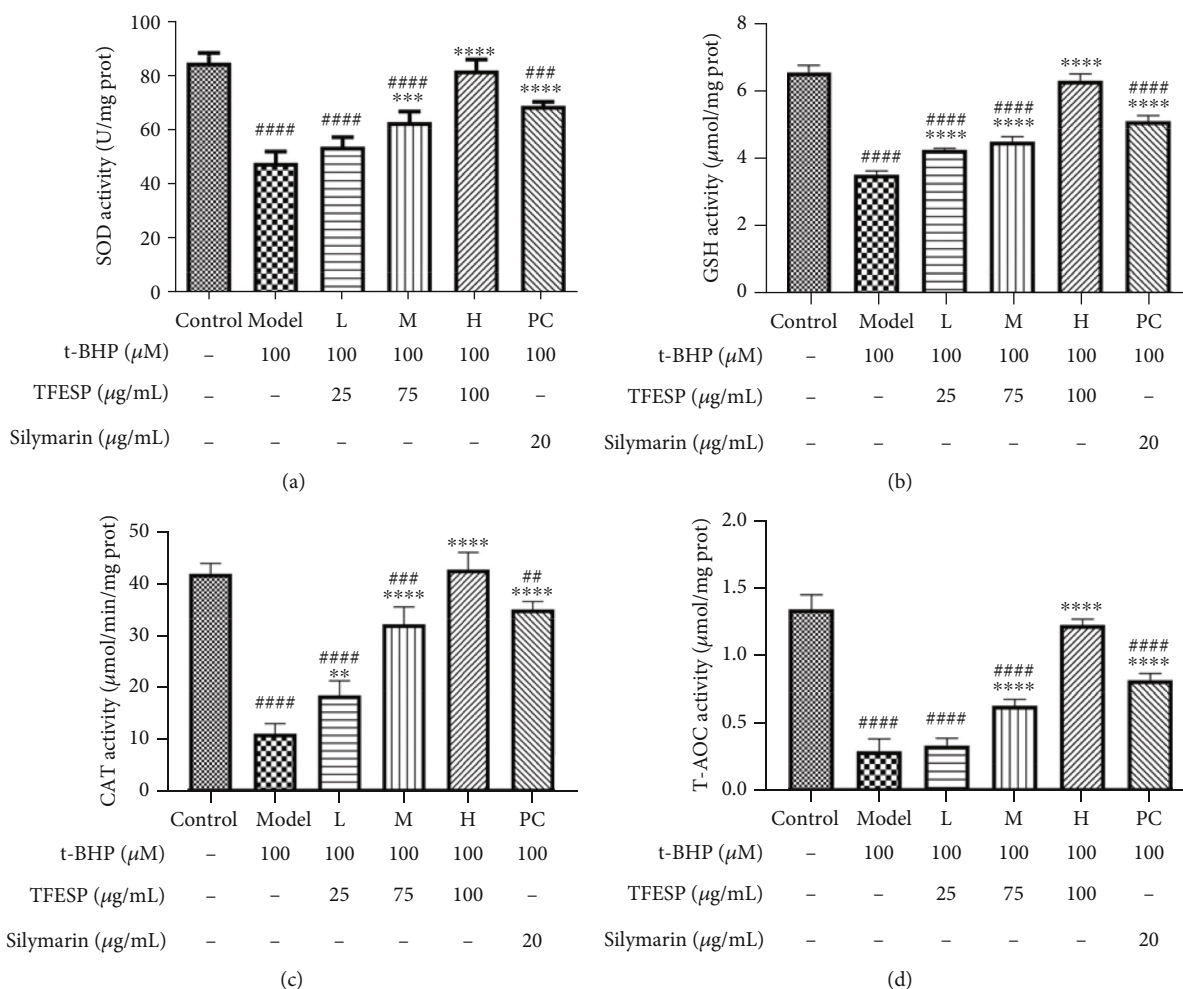 SOD activity (U/mg prot)
100
80
60
40
20
0
####
####
####
***
****
###
****
Control Model L M H PC
t-BHP (μM) – 100 100 100 100 100
TFESP (μg/mL) – – 25 75 100 –
Silymarin (μg/mL) – – – – – 20
(a)
GSH activity (μmol/mg prot)
8
6
4
2
0
####
####
****
####
****
****
####
****
Control Model L M H PC
t-BHP (μM) – 100 100 100 100 100
TFESP (μg/mL) – – 25 75 100 –
Silymarin (μg/mL) – – – – – 20
(b)
CAT activity (μmol/min/mg prot)
50
40
30
20
10
0
####
####
**
###
****
****
##
****
Control Model L M H PC
t-BHP (μM) – 100 100 100 100 100
TFESP (μg/mL) – – 25 75 100 –
Silymarin (μg/mL) – – – – – 20
(c)
T-AOC activity (μmol/mg prot)
2.0
1.5
1.0
0.5
0.0
####
####
####
****
****
####
****
Control Model L M H PC
t-BHP (μM) – 100 100 100 100 100
TFESP (μg/mL) – – 25 75 100 –
Silymarin (μg/mL) – – – – – 20
(d)